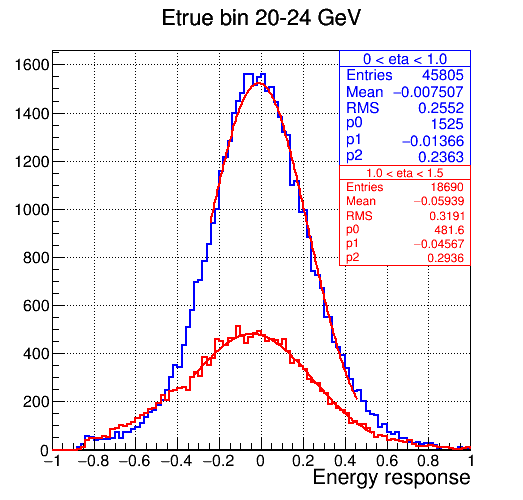 Etrue bin 20-24 GeV
0 < eta < 1.0
Entries 45805
Mean −0.007507
RMS 0.2552
p0 1525
p1 −0.01366
p2 0.2363
1.0 < eta < 1.5
Entries 18690
Mean −0.05939
RMS 0.3191
p0 481.6
p1 −0.04567
p2 0.2936
1600
1400
1200
1000
800
600
400
200
0
−1 −0.8 −0.6 −0.4 −0.2 0 0.2 0.4 0.6 0.8 1
Energy response